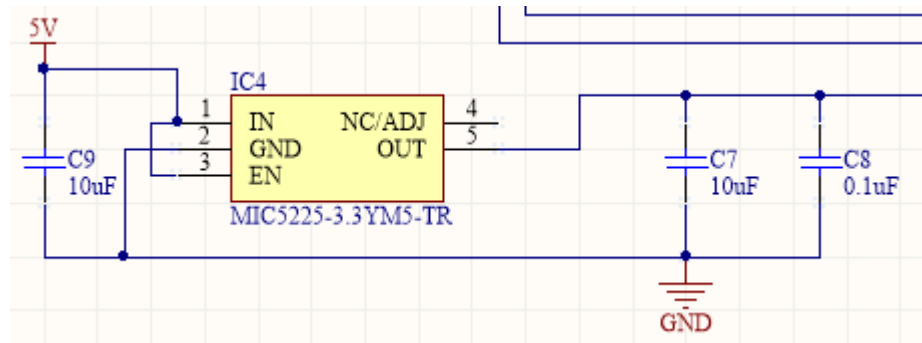 5V
IC4
1 IN NC/ADJ 4
2 GND OUT 5
3 EN
MIC5225-3.3YM5-TR
C9
10uF
C7
10uF
C8
0.1uF
GND